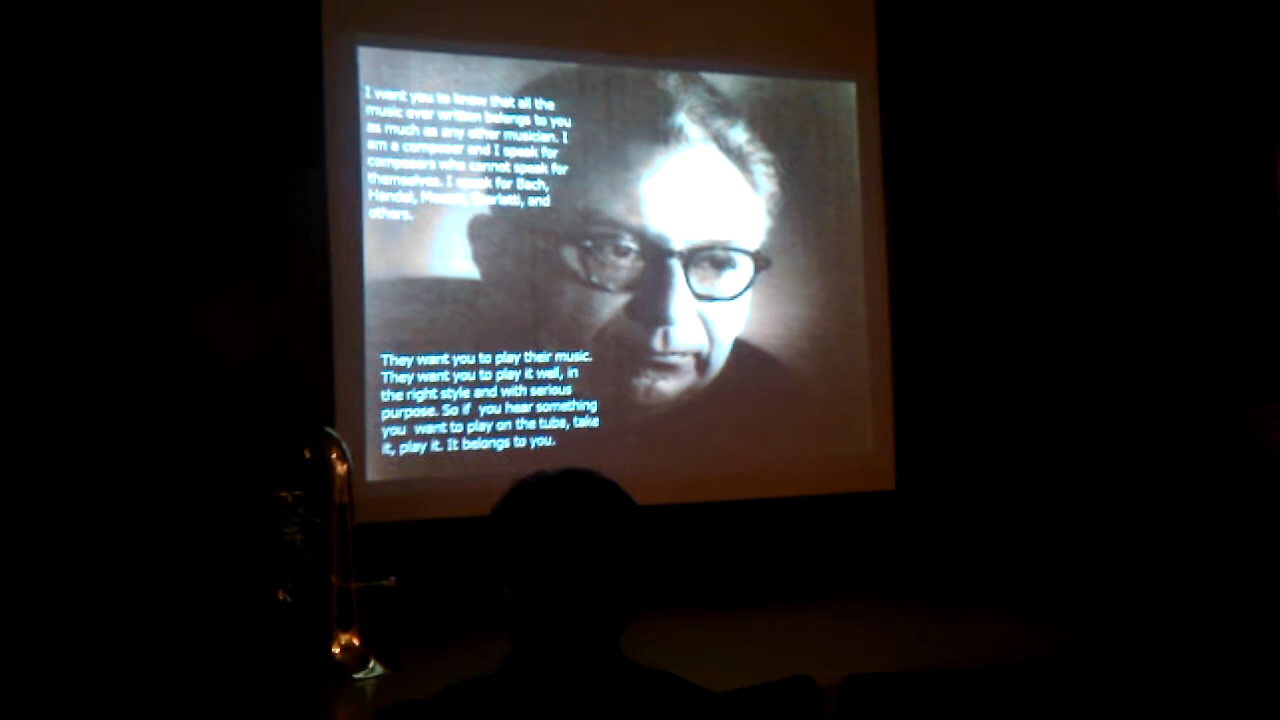 I want you to know that all the
music ever written belongs to you
as much as any other musician. I
am a composer and I speak for
composers who cannot speak for
themselves. I speak for Bach,
Handel, Mozart, Scarlatti, and
others.
They want you to play their music.
They want you to play it well, in
the right style and with serious
purpose. So if you hear something
you want to play on the tuba, take
it, play it. It belongs to you.